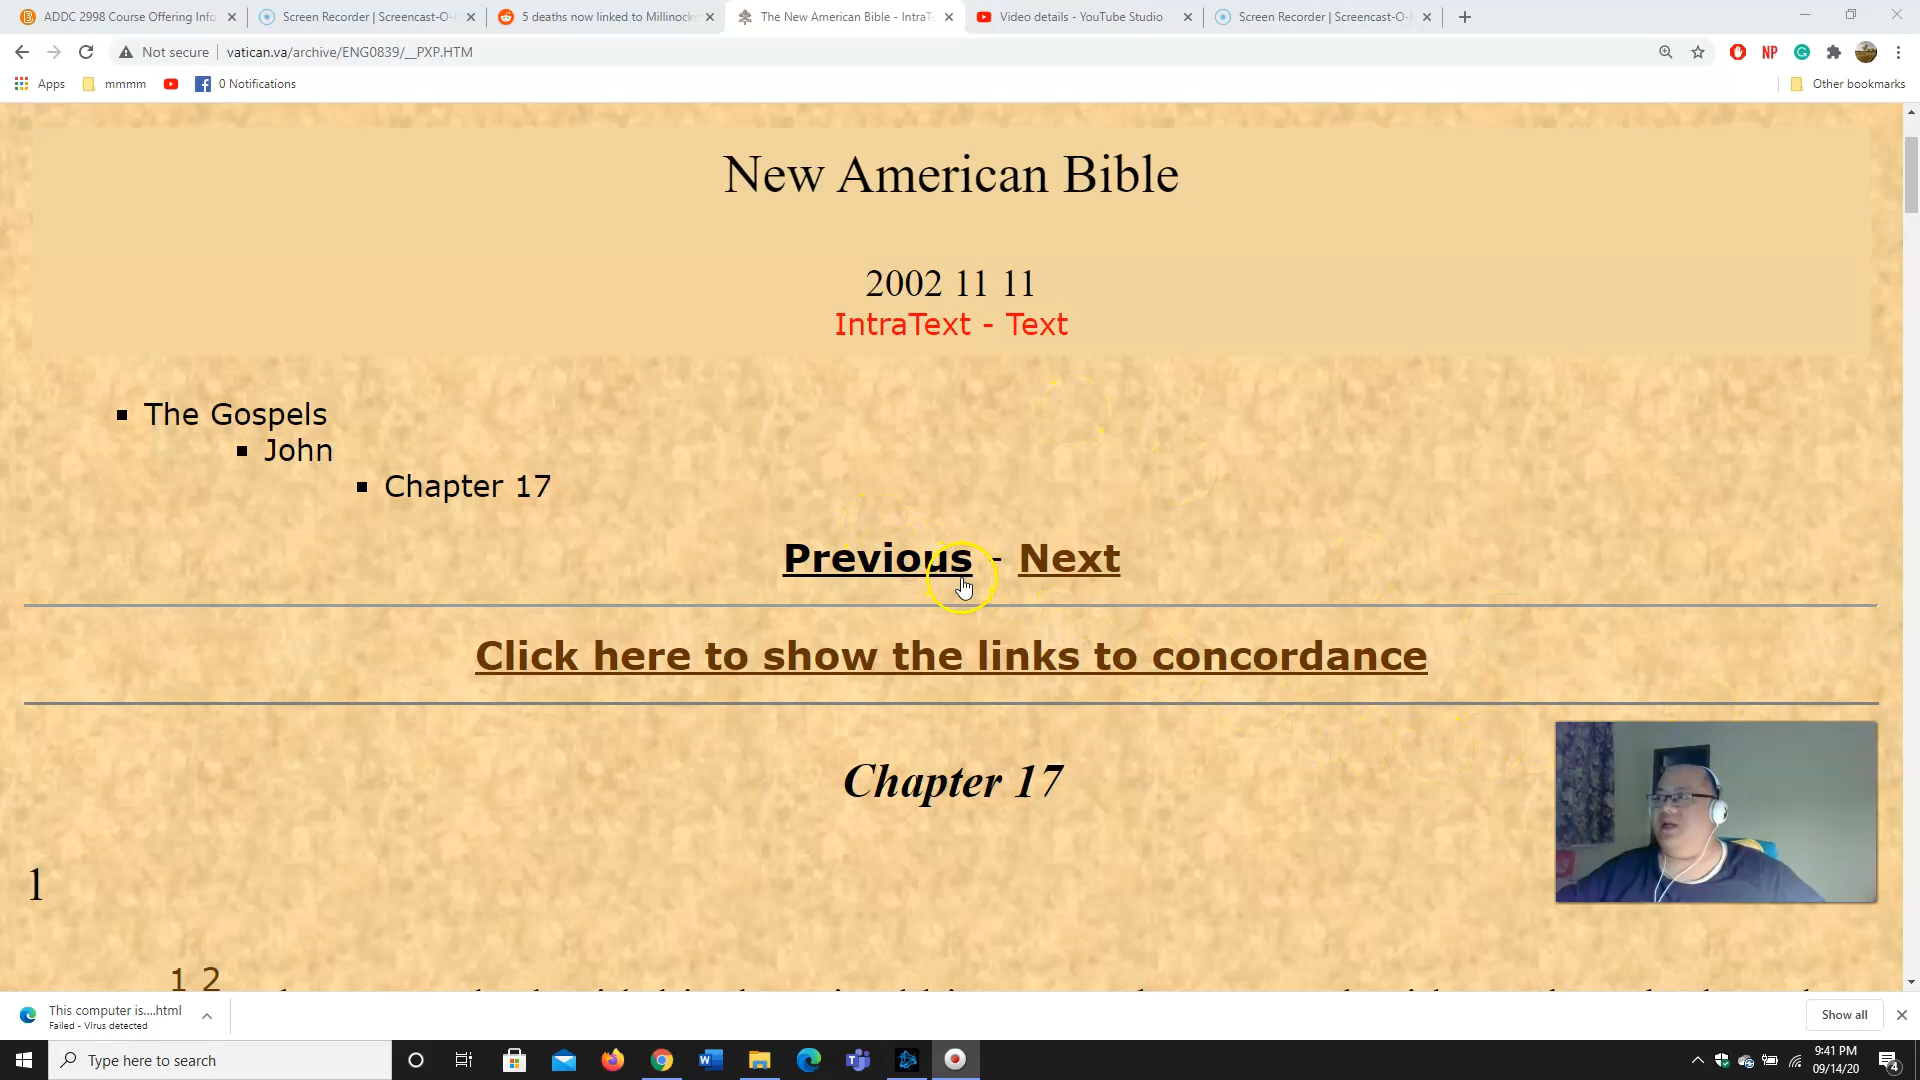 ADDC 2998 Course Offering Info
Screen Recorder | Screencast-O-
5 deaths now linked to Millinock
The New American Bible - IntraTe
Video details - YouTube Studio
Screen Recorder | Screencast-O-
Not secure
vatican.va/archive/ENG0839/__PXP.HTM
NP
Apps
mmmm
0 Notifications
Other bookmarks
New American Bible
2002 11 11
IntraText - Text
The Gospels
John
Chapter 17
Previous - Next
Click here to show the links to concordance
Chapter 17
1
1 2
This computer is....html
Failed - Virus detected
Show all
Type here to search
9:41 PM
09/14/20
4